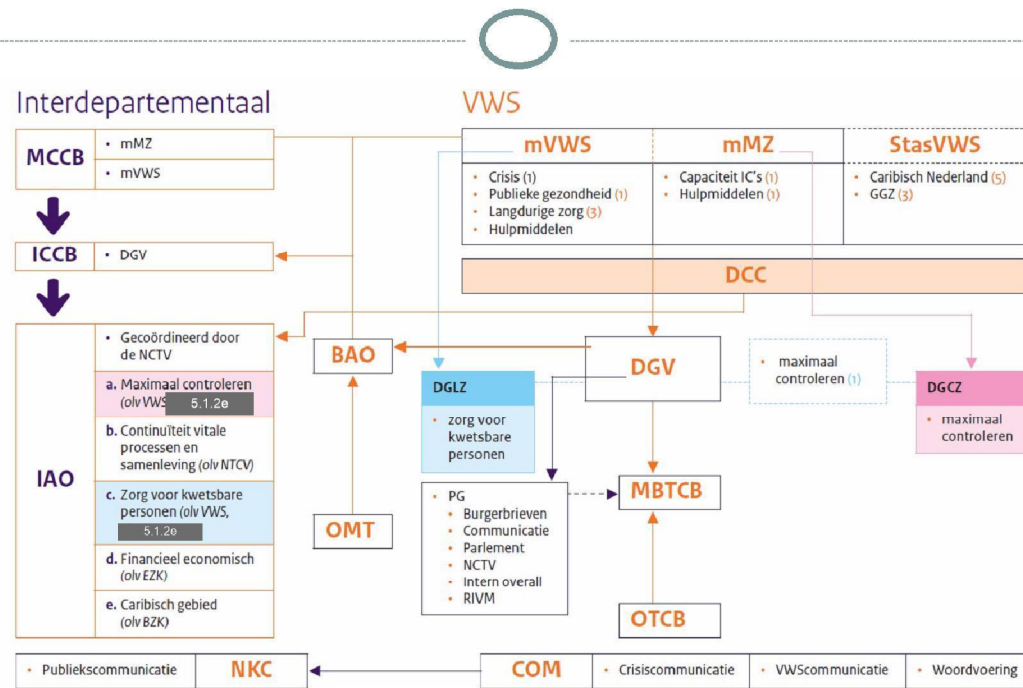 Interdepartementaal
MCCB
• mMZ
• mVWS
ICCB
• DGV
IAO
• Gecoördineerd door
de NCTV
a. Maximaal controleren
(olv VWS
5.1.2e
b. Continuïteit vitale
processen en
samenleving (olv NTCV)
c. Zorg voor kwetsbare
personen (olv VWS,
5.1.2e
d. Financieel economisch
(olv EZK)
e. Caribisch gebied
(olv BZK)
VWS
mVWS
• Crisis (1)
• Publieke gezondheid (1)
• Langdurige zorg (3)
• Hulpmiddelen
mMZ
• Capaciteit IC's (1)
• Hulpmiddelen (1)
StasVWS
• Caribisch Nederland (5)
• GGZ (3)
DCC
BAO
OMT
DGLZ
• zorg voor
kwetsbare
personen
DGV
• maximaal
controleren (1)
DGCZ
• maximaal
controleren
• PG
• Burgerbrieven
• Communicatie
• Parlement
• NCTV
• Intern overall
• RIVM
MBTCB
OTCB
• Publiekscommunicatie
NKC
COM
• Crisiscommunicatie
• VWScommunicatie
• Woordvoering